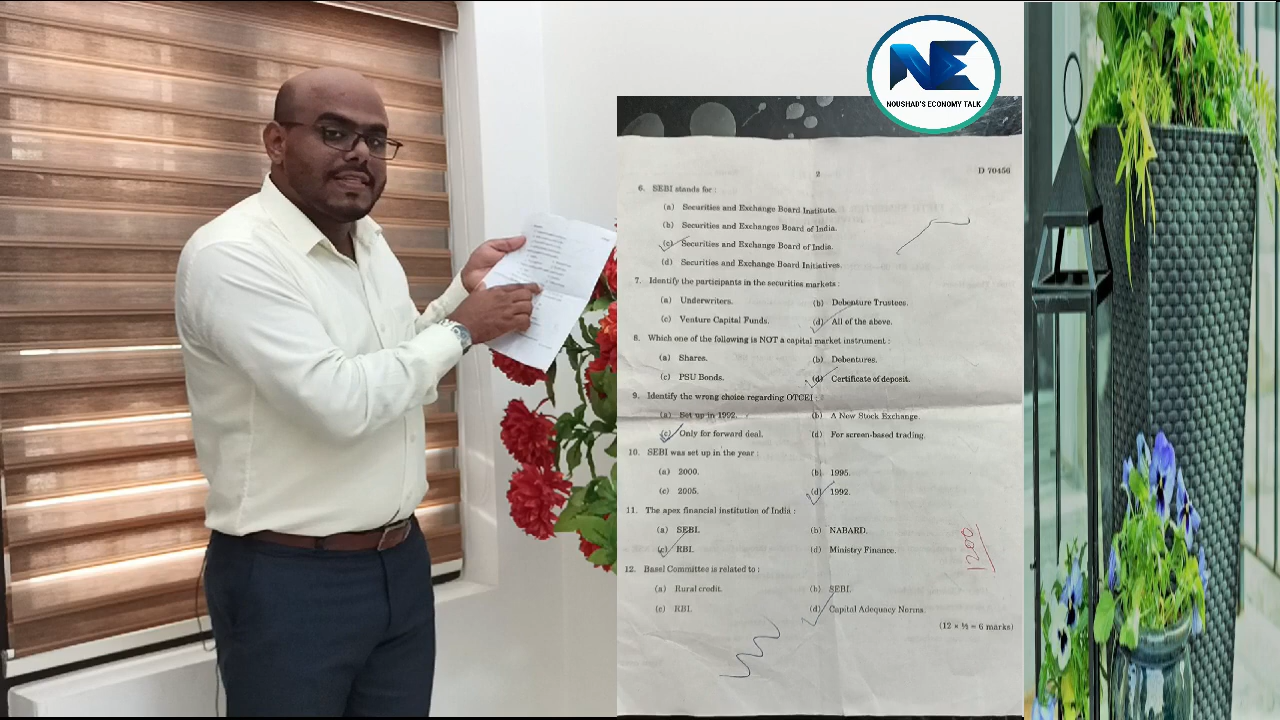 NE
NOUSHAD'S ECONOMY TALK
2 D 70456
6. SEBI stands for :
(a) Securities and Exchange Board Institute.
(b) Securities and Exchanges Board of India.
(c) Securities and Exchange Board of India.
(d) Securities and Exchange Board Initiatives.
7. Identify the participants in the securities markets :
(a) Underwriters. (b) Debenture Trustees.
(c) Venture Capital Funds. (d) All of the above.
8. Which one of the following is NOT a capital market instrument :
(a) Shares. (b) Debentures.
(c) PSU Bonds. (d) Certificate of deposit.
9. Identify the wrong choice regarding OTCEI :
(a) Set up in 1992. (b) A New Stock Exchange.
(c) Only for forward deal. (d) For screen-based trading.
10. SEBI was set up in the year :
(a) 2000. (b) 1995.
(c) 2005. (d) 1992.
11. The apex financial institution of India :
(a) SEBI. (b) NABARD.
(c) RBI. (d) Ministry Finance.
1200
12. Basel Committee is related to :
(a) Rural credit. (b) SEBI.
(c) RBI. (d) Capital Adequacy Norms.
(12 × ½ = 6 marks)